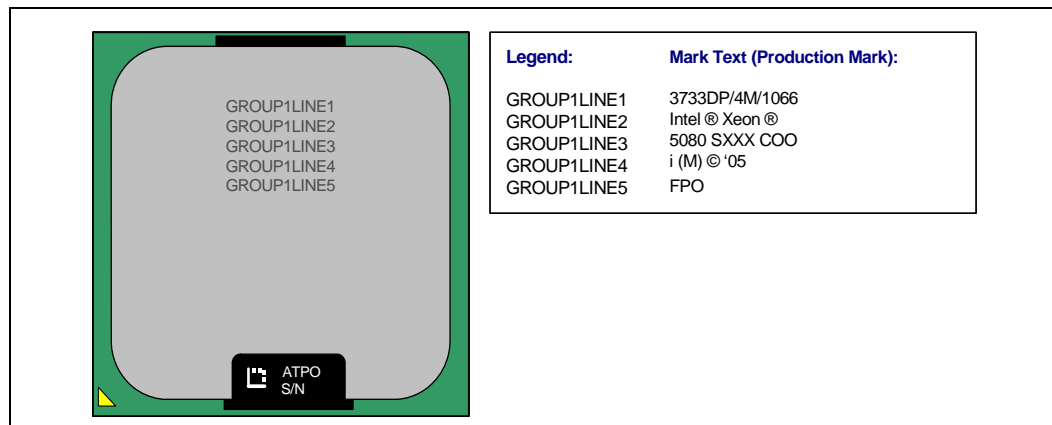 GROUP1LINE1
GROUP1LINE2
GROUP1LINE3
GROUP1LINE4
GROUP1LINE5
ATPO
S/N
Legend: Mark Text (Production Mark):
GROUP1LINE1 3733DP/4M/1066
GROUP1LINE2 Intel ® Xeon ®
GROUP1LINE3 5080 SXXX COO
GROUP1LINE4 i (M) © ‘05
GROUP1LINE5 FPO